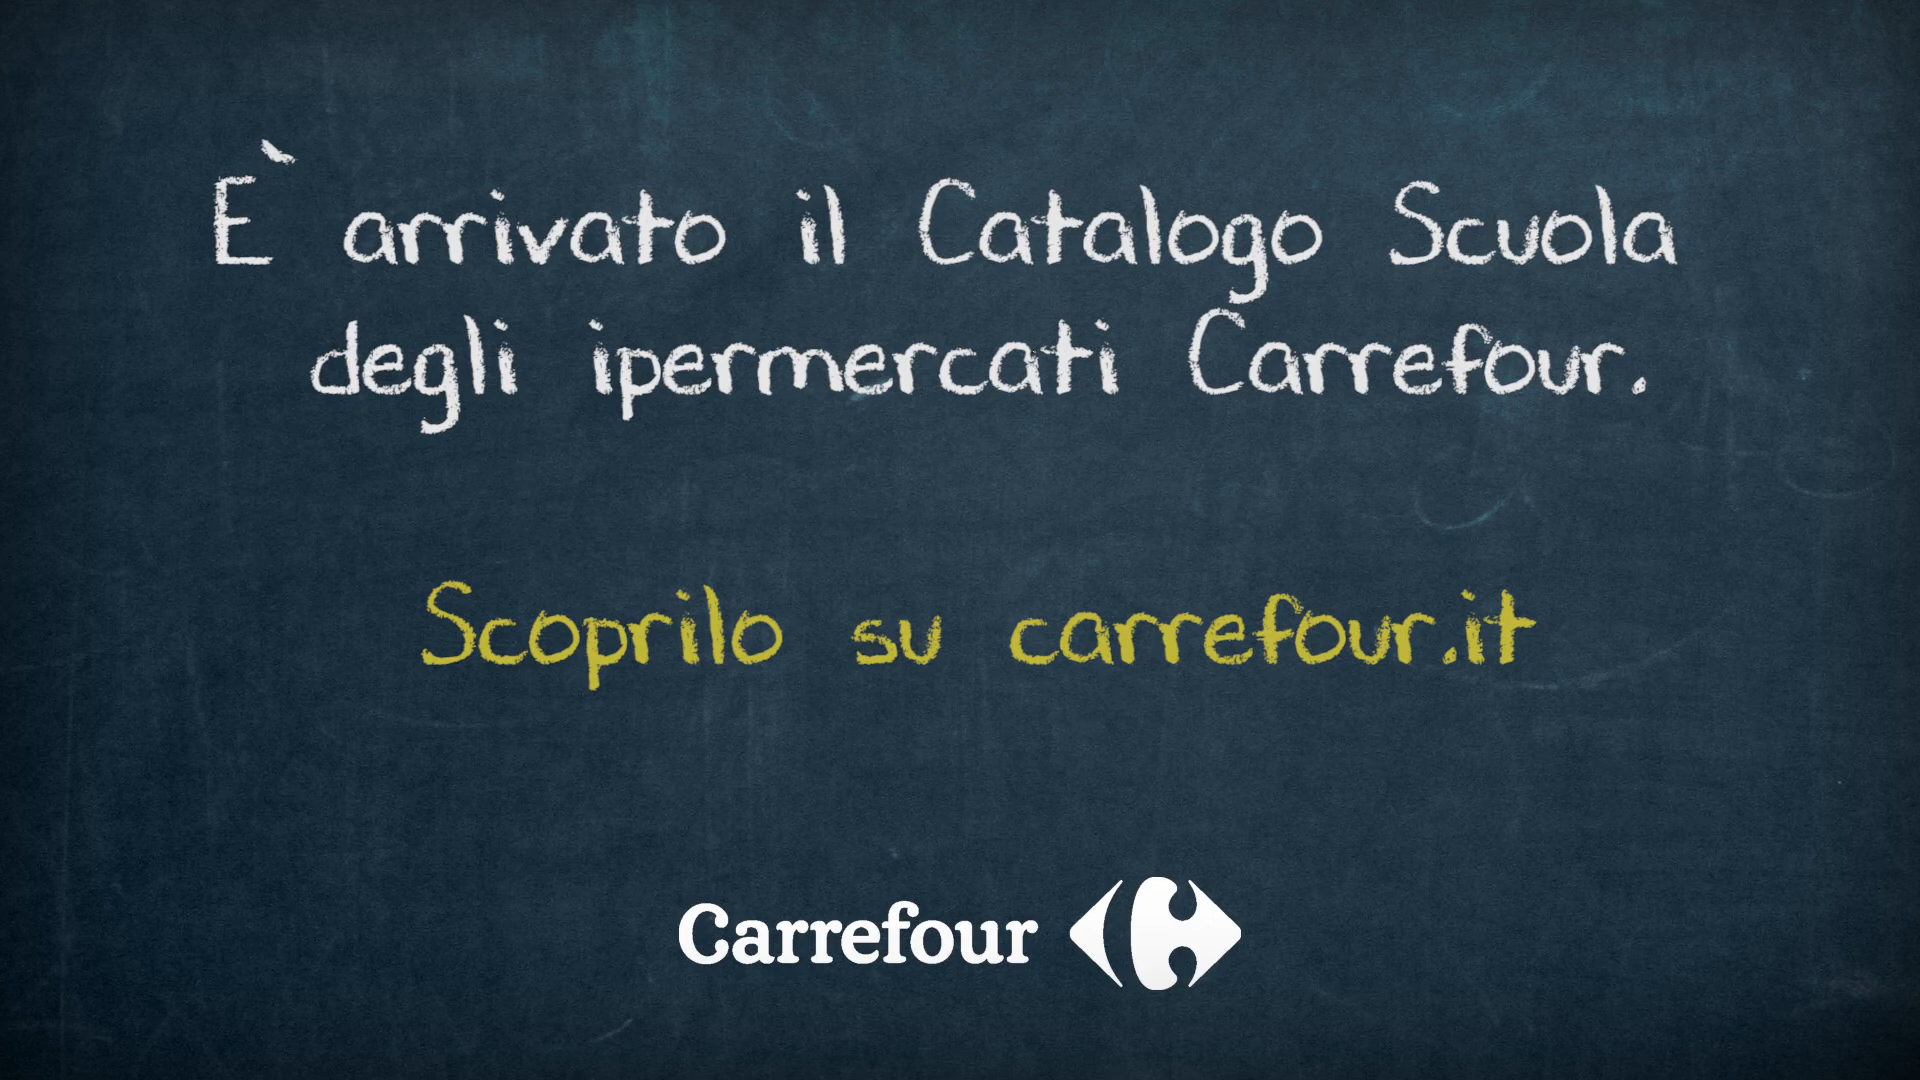 È arrivato il Catalogo Scuola
degli ipermercati Carrefour.
Scoprilo su carrefour.it
Carrefour